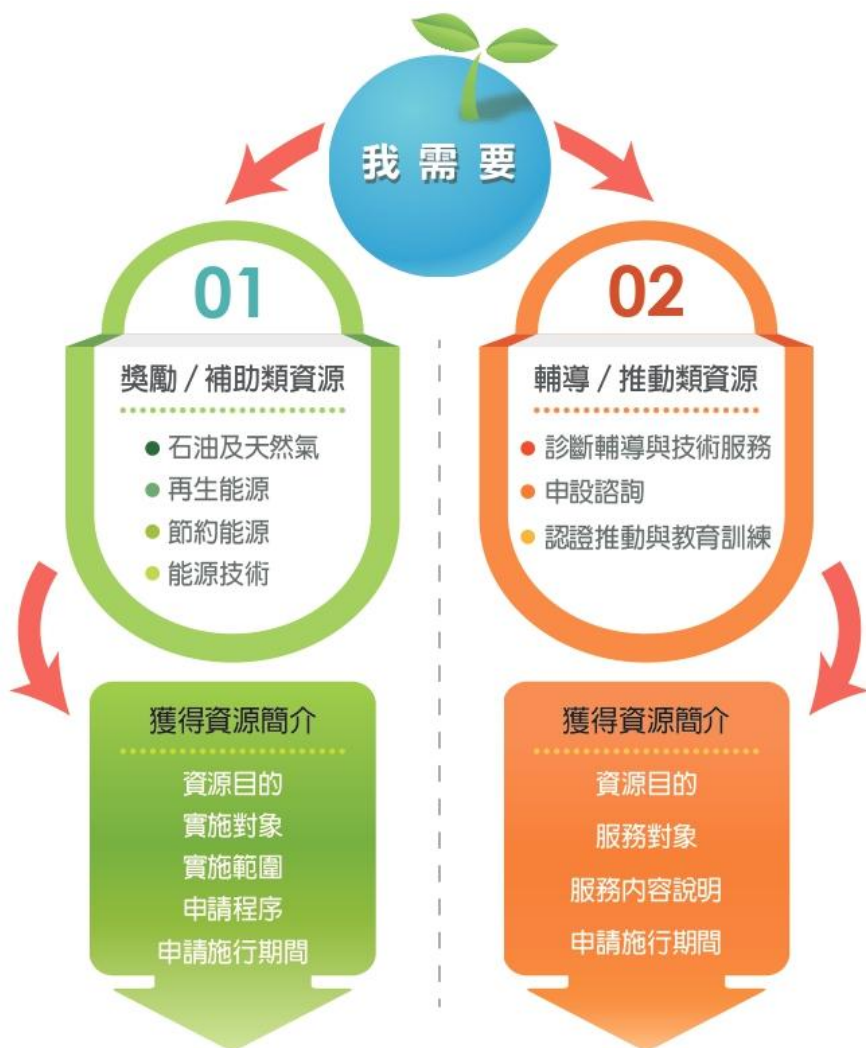 我需要
01
獎勵 / 補助類資源
石油及天然氣
再生能源
節約能源
能源技術
獲得資源簡介
資源目的
實施對象
實施範圍
申請程序
申請施行期間
02
輔導 / 推動類資源
診斷輔導與技術服務
申設諮詢
認證推動與教育訓練
獲得資源簡介
資源目的
服務對象
服務內容說明
申請施行期間